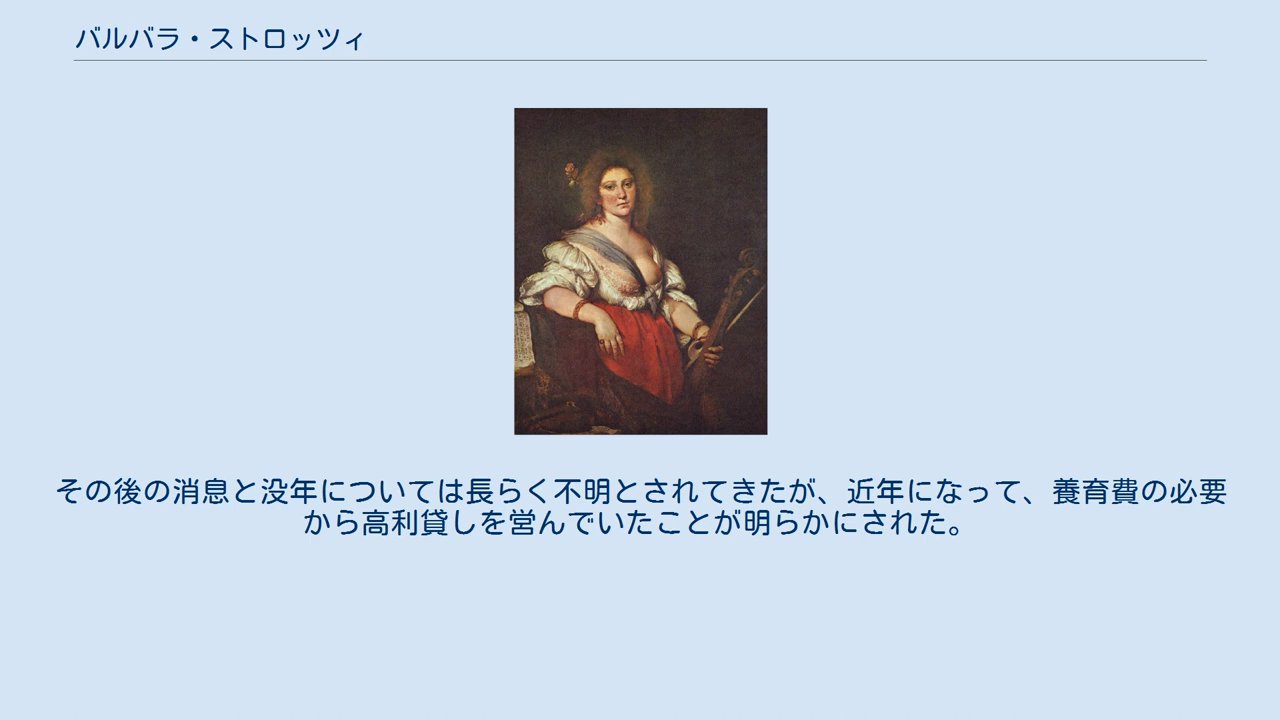 バルバラ・ストロッツィ
その後の消息と没年については長らく不明とされてきたが、近年になって、養育費の必要
から高利貸しを営んでいたことが明らかにされた。